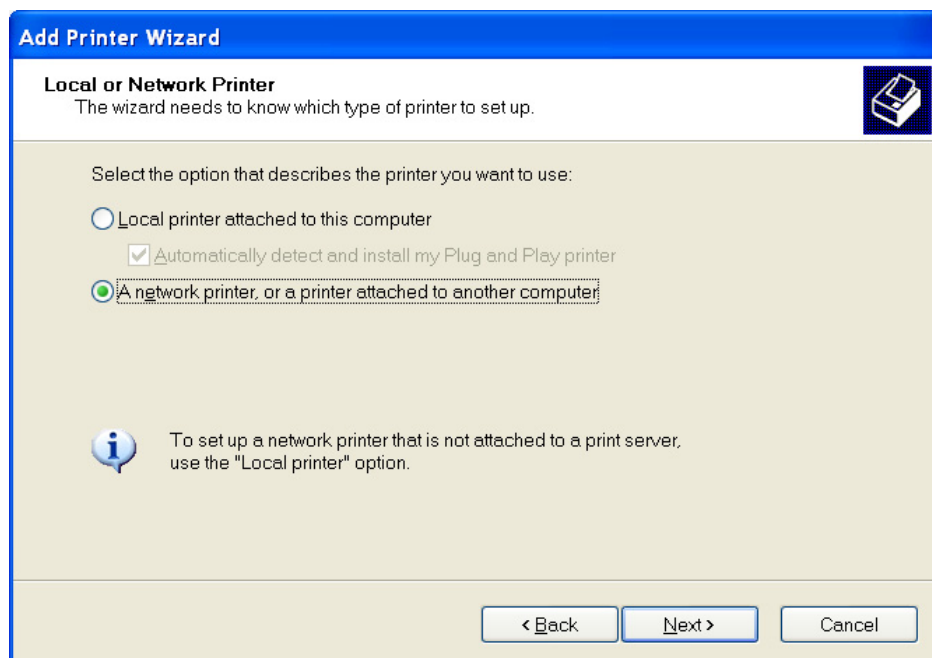 Add Printer Wizard
Local or Network Printer
The wizard needs to know which type of printer to set up.
Select the option that describes the printer you want to use:
Local printer attached to this computer
Automatically detect and install my Plug and Play printer
A network printer, or a printer attached to another computer
To set up a network printer that is not attached to a print server,
use the "Local printer" option.
< Back Next > Cancel